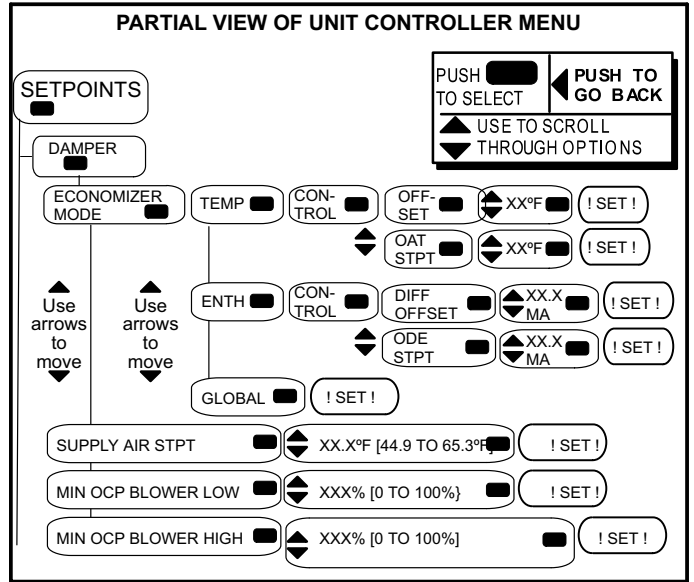 PARTIAL VIEW OF UNIT CONTROLLER MENU
PUSH
TO SELECT
PUSH TO
GO BACK
USE TO SCROLL
THROUGH OPTIONS
SETPOINTS
DAMPER
ECONOMIZER
MODE
TEMP
CON-
TROL
OFF-
SET
XXºF
! SET !
OAT
STPT
XXºF
! SET !
Use
arrows
to
move
Use
arrows
to
move
ENTH
CON-
TROL
DIFF
OFFSET
XX.X
MA
! SET !
ODE
STPT
XX.X
MA
! SET !
GLOBAL
! SET !
SUPPLY AIR STPT
XX.XºF [44.9 TO 65.3ºF]
! SET !
MIN OCP BLOWER LOW
XXX% [0 TO 100%}
! SET !
MIN OCP BLOWER HIGH
XXX% [0 TO 100%]
! SET !